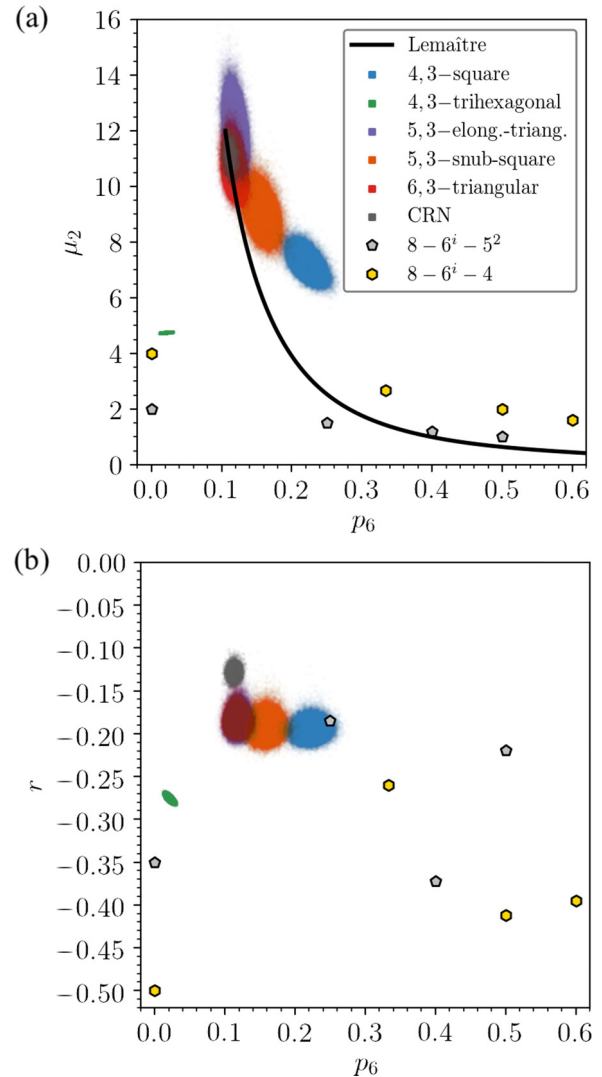 (a)
16
14
12
10
8
6
4
2
0
μ₂
Lemaître
4, 3−square
4, 3−trihexagonal
5, 3−elong.-triang.
5, 3−snub-square
6, 3−triangular
CRN
8 − 6ⁱ − 5²
8 − 6ⁱ − 4
0.0 0.1 0.2 0.3 0.4 0.5 0.6
p₆
(b)
0.00
−0.05
−0.10
−0.15
−0.20
−0.25
−0.30
−0.35
−0.40
−0.45
−0.50
r
0.0 0.1 0.2 0.3 0.4 0.5 0.6
p₆